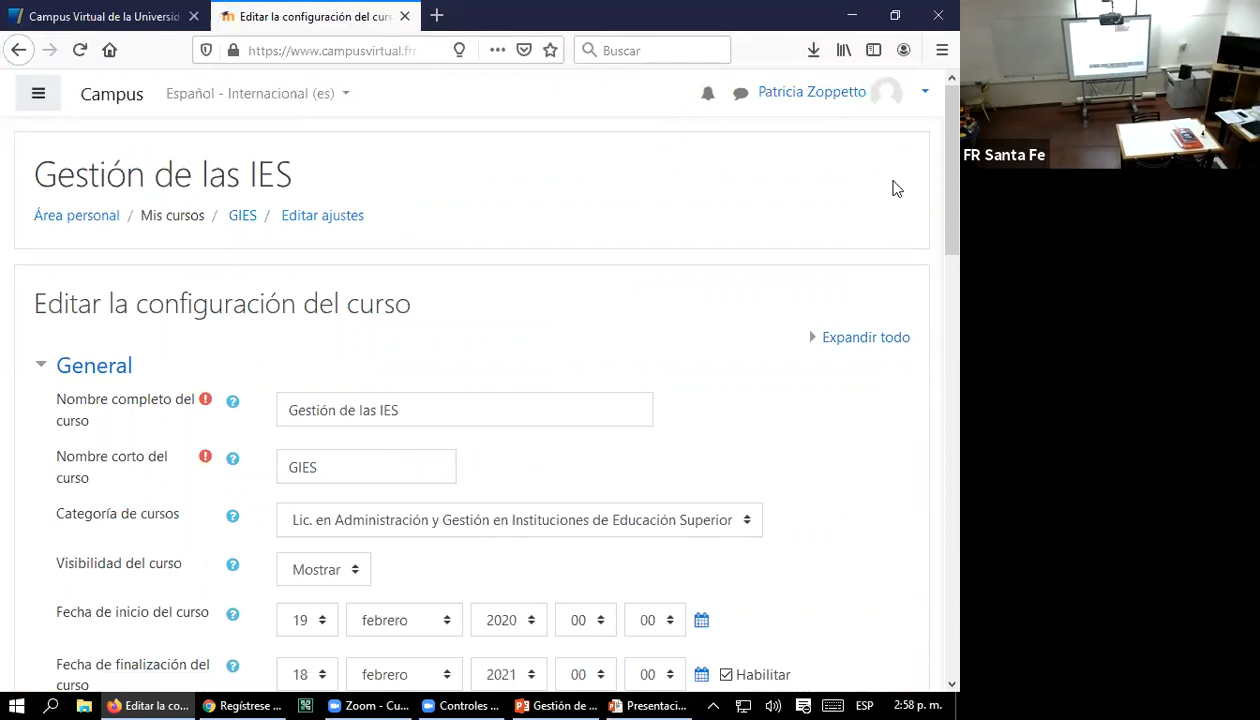 Campus Virtual de la Universid
Editar la configuración del curs
https://www.campusvirtual.frr
Buscar
Campus
Español - Internacional (es)
Patricia Zoppetto
FR Santa Fe
Gestión de las IES
Área personal / Mis cursos / GIES / Editar ajustes
Editar la configuración del curso
Expandir todo
General
Nombre completo del curso
Gestión de las IES
Nombre corto del curso
GIES
Categoría de cursos
Lic. en Administración y Gestión en Instituciones de Educación Superior
Visibilidad del curso
Mostrar
Fecha de inicio del curso
19 febrero 2020 00 00
Fecha de finalización del curso
18 febrero 2021 00 00 Habilitar
Editar la co...
Regístrese ...
Zoom - Cu...
Controles ...
Gestión de ...
Presentaci...
ESP
2:58 p. m.